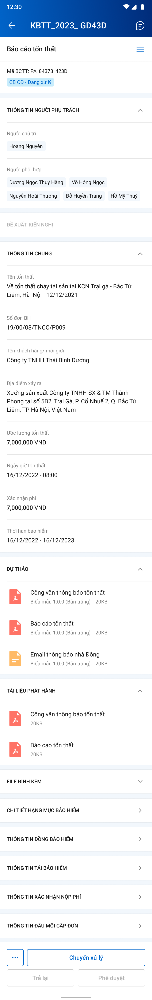 12:30
KBTT_2023_ GD43D
Báo cáo tổn thất
Mã BCTT: PA_84373_423D
CB CĐ - Đang xử lý
THÔNG TIN NGƯỜI PHỤ TRÁCH
Người chủ trì
Hoàng Nguyễn
Người phối hợp
Dương Ngọc Thuý Hằng Võ Hồng Ngọc
Nguyễn Hoài Thương Đỗ Huyền Trang Hồ Mỹ Thuý
ĐỀ XUẤT, KIẾN NGHỊ
THÔNG TIN CHUNG
Tên tổn thất
Về tổn thất cháy tài sản tại KCN Trại gà - Bắc Từ
Liêm, Hà  Nội - 12/12/2021
Số đơn BH
19/00/03/TNCC/P009
Tên khách hàng/ môi giới
Công ty TNHH Thái Bình Dương
Địa điểm xảy ra
Xưởng sản xuất Công ty TNHH SX & TM Thành
Phong tại số 5B2, Trại Gà, P. Cổ Nhuế 2, Q. Bắc Từ
Liêm, TP Hà Nội, Việt Nam
Ước lượng tổn thất
7,000,000 VND
Ngày giờ tổn thất
16/12/2022 - 08:00
Xác nhận phí
7,000,000 VND
Thời hạn bảo hiểm
16/12/2022 - 16/12/2023
DỰ THẢO
Công văn thông báo tổn thất
Biểu mẫu 1.0.0 (Bản trắng) | 20KB
Báo cáo tổn thất
Biểu mẫu 1.0.0 (Bản trắng) | 20KB
Email thông báo nhà Đồng
Biểu mẫu 1.0.0 (Bản trắng) | 20KB
TÀI LIỆU PHÁT HÀNH
Công văn thông báo tổn thất
20KB
Báo cáo tổn thất
20KB
FILE ĐÍNH KÈM
CHI TIẾT HẠNG MỤC BẢO HIỂM
THÔNG TIN ĐỒNG BẢO HIỂM
THÔNG TIN TÁI BẢO HIỂM
THÔNG TIN XÁC NHẬN NỘP PHÍ
THÔNG TIN ĐẦU MỐI CẤP ĐƠN
Chuyển xử lý
Trả lại Phê duyệt